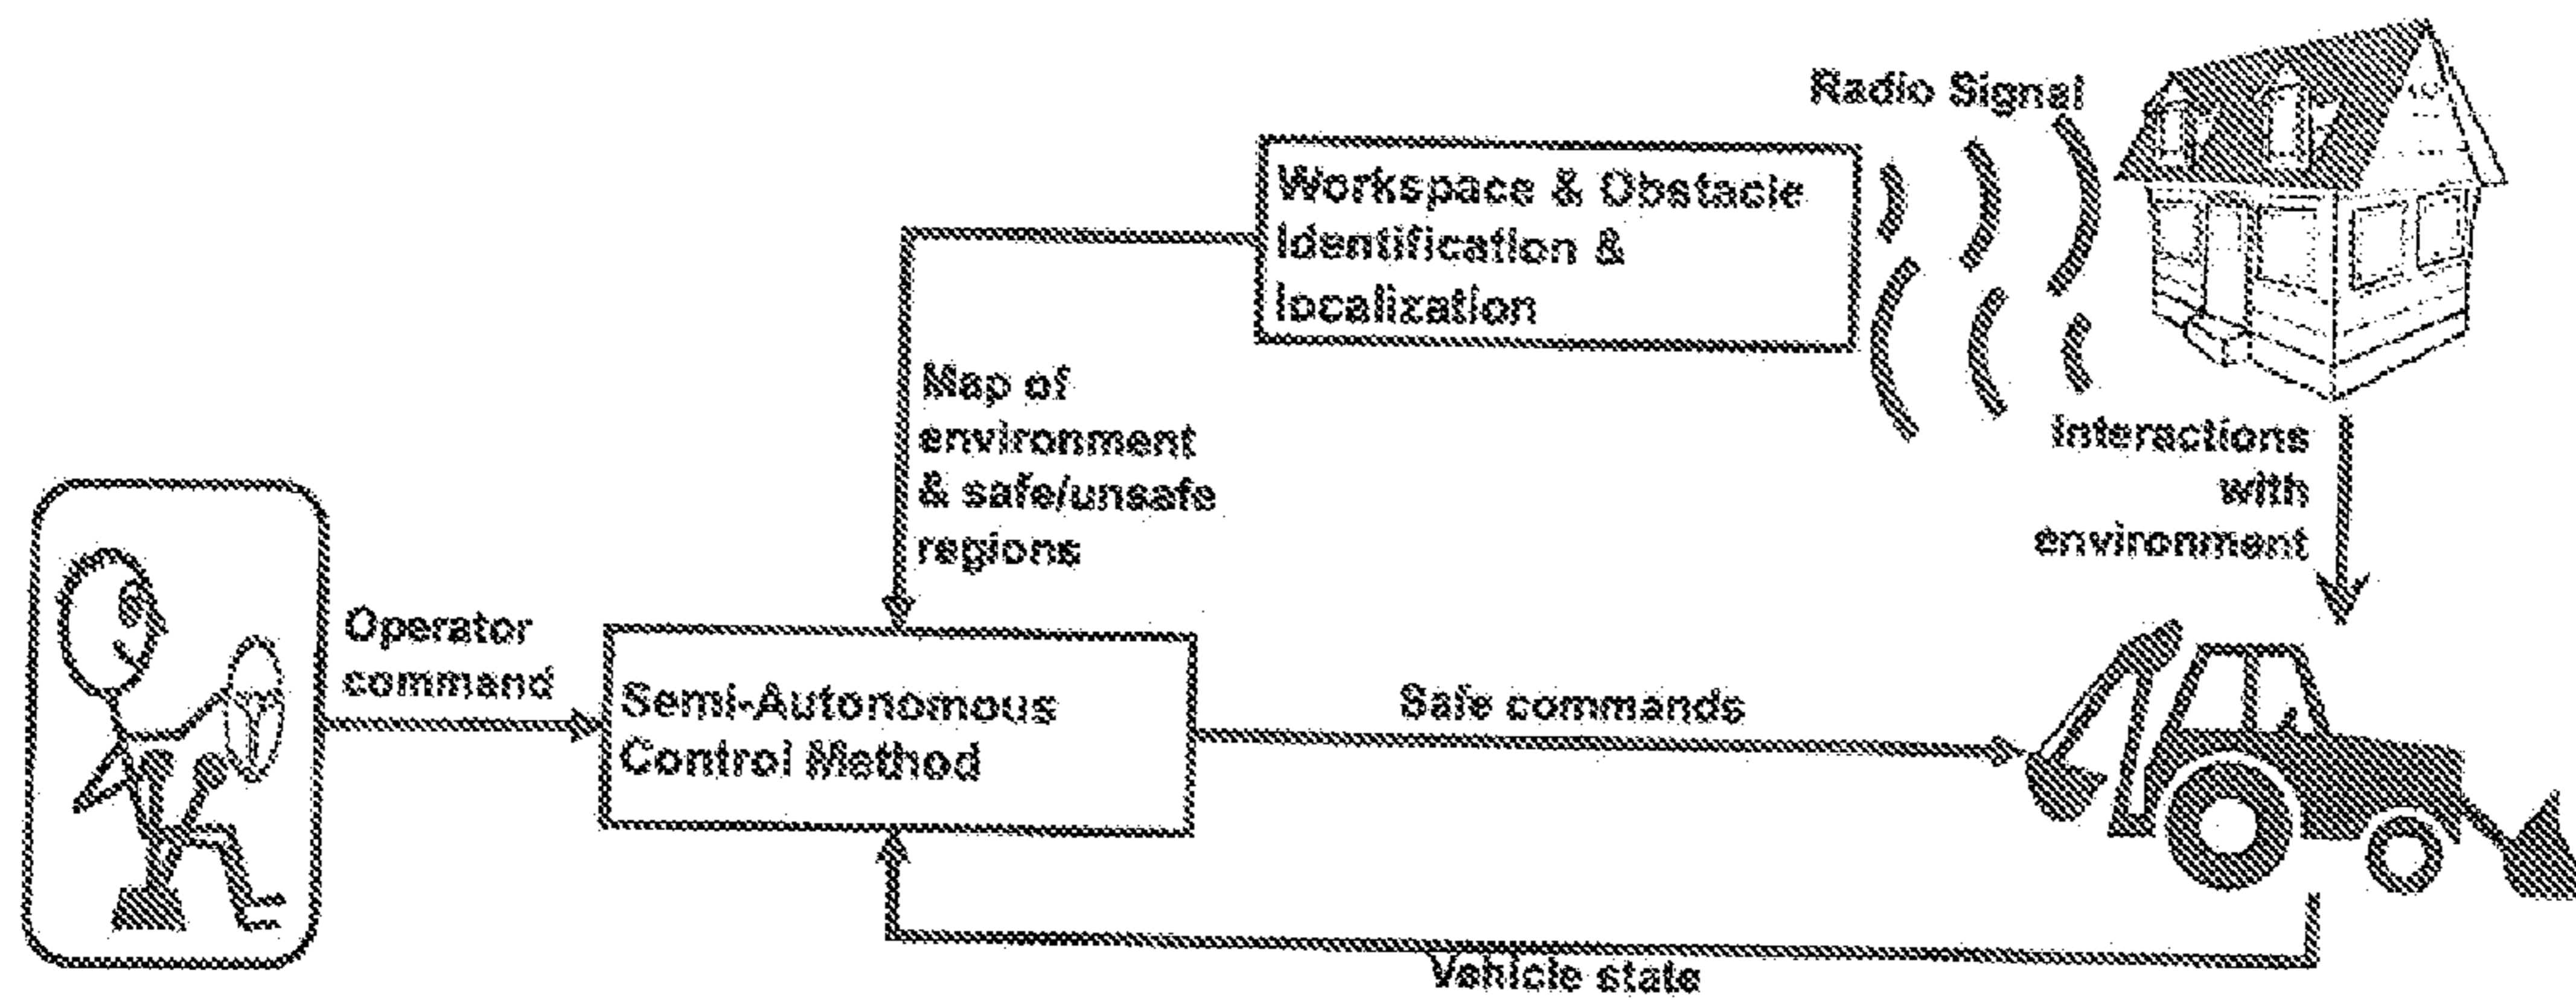 Radio Signal
Workspace & Obstacle
Identification &
localization
Map of
environment
& safe/unsafe
regions
Interactions
with
environment
Operator
command
Semi-Autonomous
Control Method
Safe commands
Vehicle state